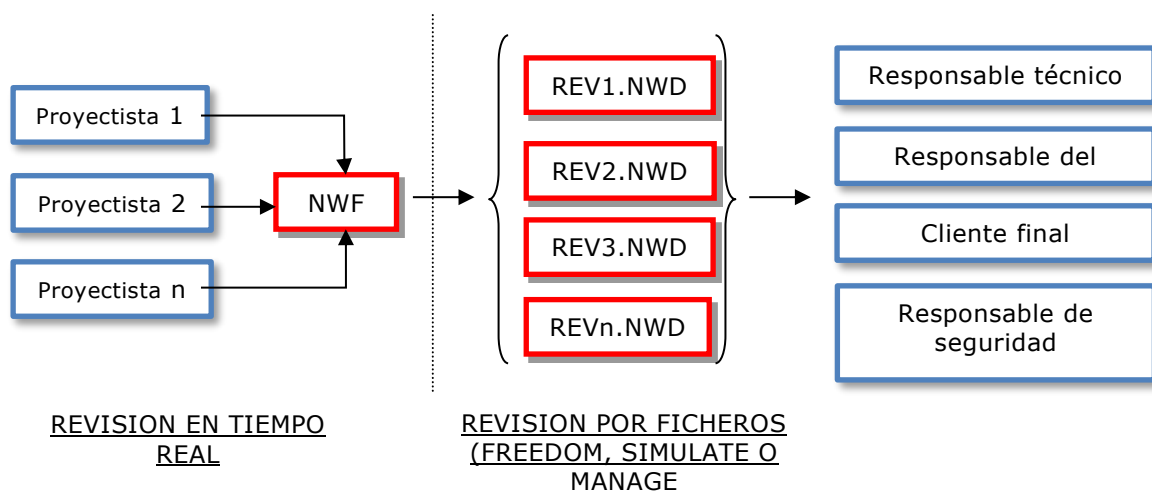 Proyectista 1
Proyectista 2
Proyectista n
NWF
REV1.NWD
REV2.NWD
REV3.NWD
REVn.NWD
Responsable técnico
Responsable del
Cliente final
Responsable de
seguridad
REVISION EN TIEMPO
REAL
REVISION POR FICHEROS
(FREEDOM, SIMULATE O
MANAGE